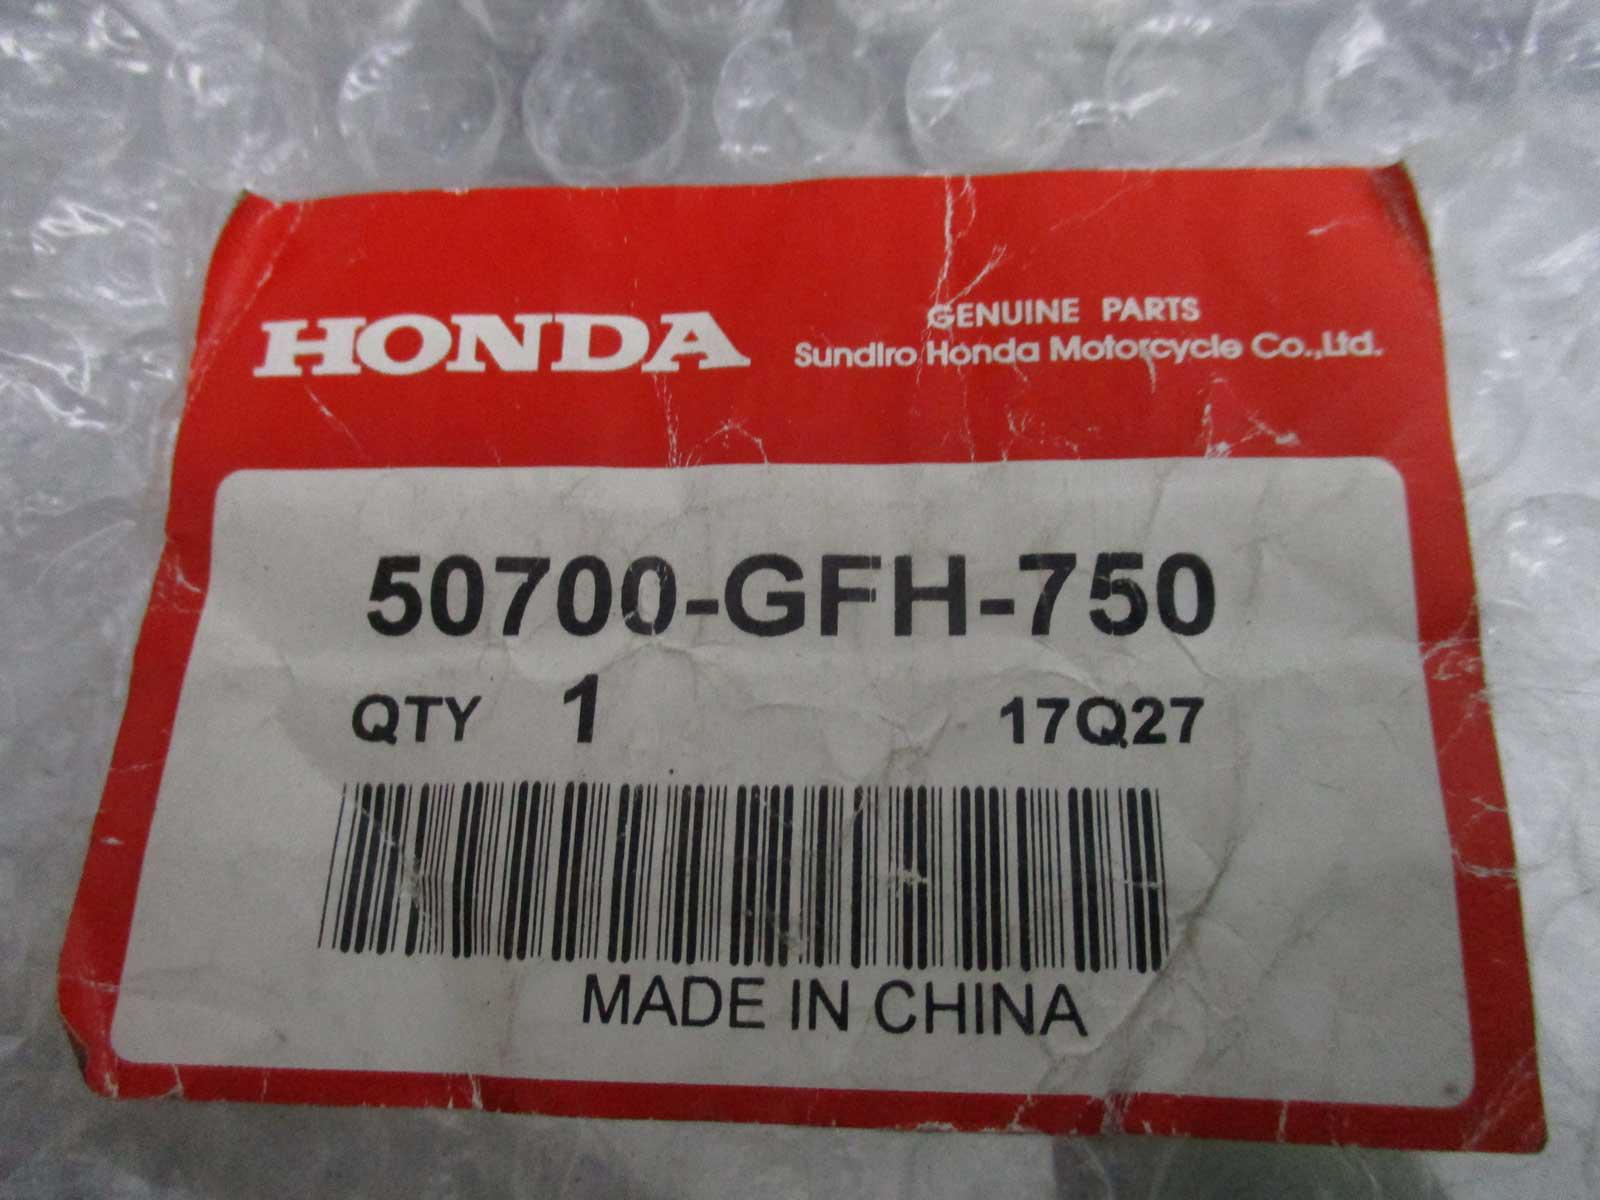 HONDA
GENUINE PARTS
Sundiro Honda Motorcycle Co.,Ltd.
50700-GFH-750
QTY 1 17Q27
MADE IN CHINA